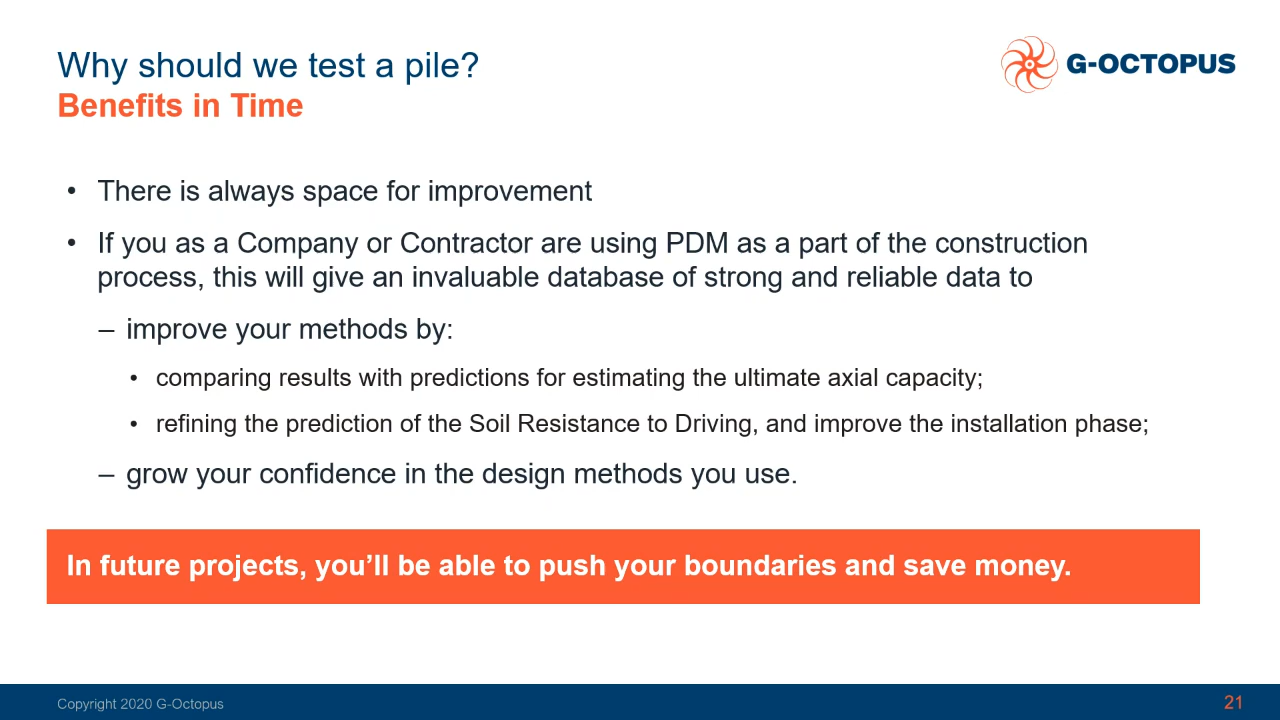 Why should we test a pile?
G-OCTOPUS
Benefits in Time
• There is always space for improvement
• If you as a Company or Contractor are using PDM as a part of the construction
process, this will give an invaluable database of strong and reliable data to
– improve your methods by:
• comparing results with predictions for estimating the ultimate axial capacity;
• refining the prediction of the Soil Resistance to Driving, and improve the installation phase;
– grow your confidence in the design methods you use.
In future projects, you’ll be able to push your boundaries and save money.
Copyright 2020 G-Octopus
21